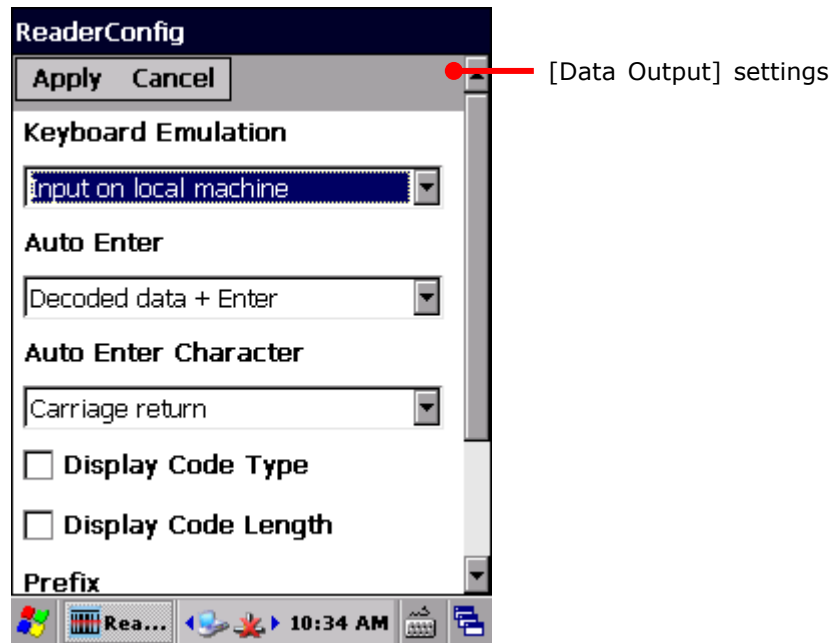 ReaderConfig
Apply Cancel
[Data Output] settings
Keyboard Emulation
Input on local machine
Auto Enter
Decoded data + Enter
Auto Enter Character
Carriage return
Display Code Type
Display Code Length
Prefix
Rea... 10:34 AM